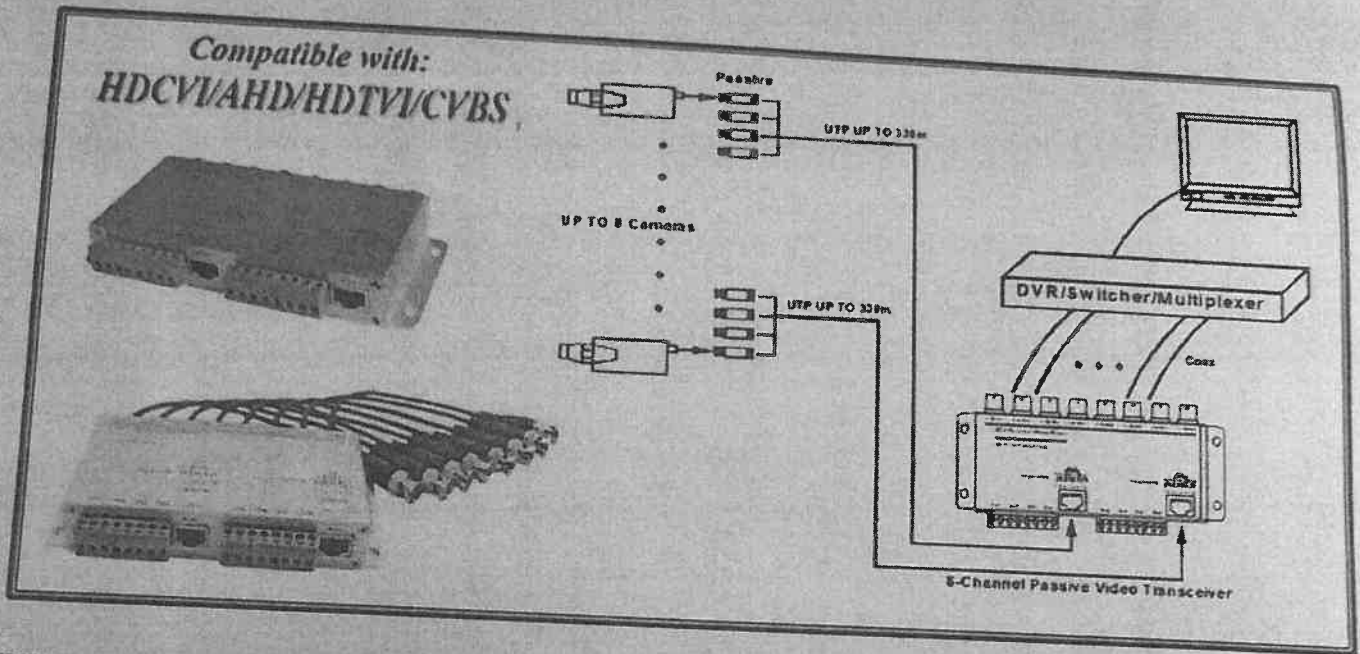 Compatible with:
HDCVI/AHD/HDTVI/CVBS
Passive
UTP UP TO 330m
UP TO 8 Cameras
UTP UP TO 330m
DVR/Switcher/Multiplexer
Coax
8-Channel Passive Video Transceiver